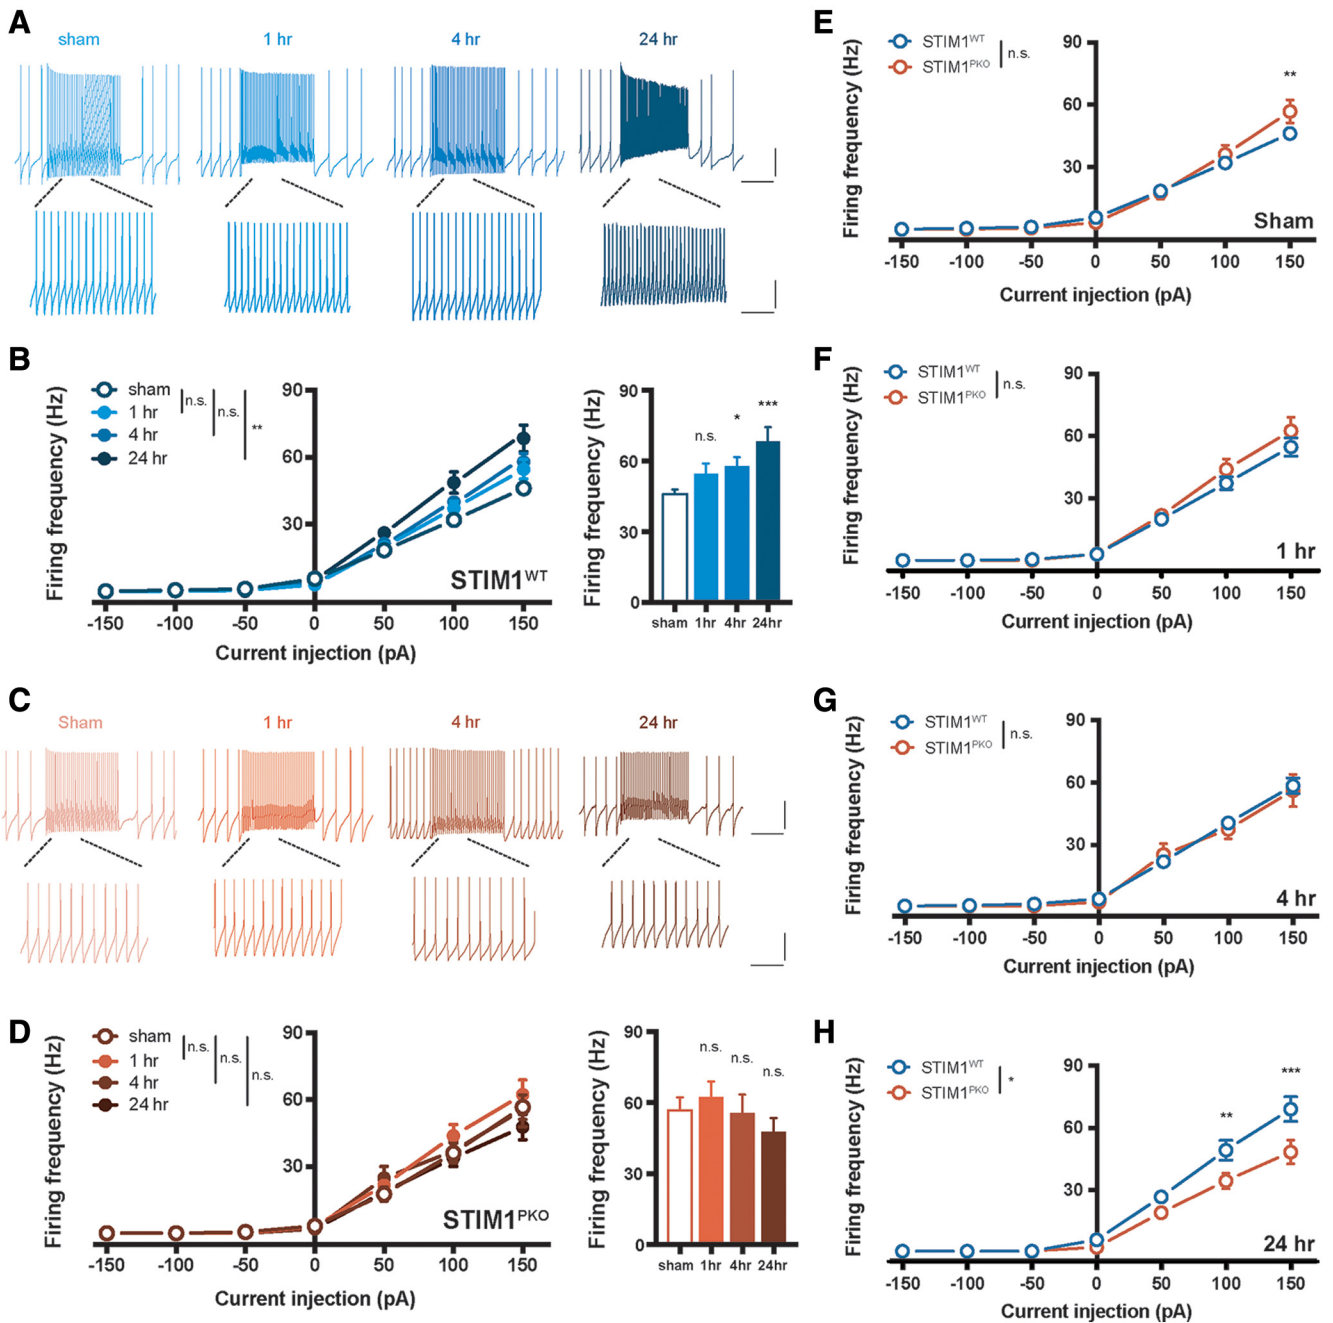 A
sham 1 hr 4 hr 24 hr
B
sham
1 hr
4 hr
24 hr
n.s.
n.s.
**
Firing frequency (Hz)
90
60
30
-150 -100 -50 0 50 100 150
Current injection (pA)
STIM1WT
Firing frequency (Hz)
90
60
30
0
n.s. * ***
sham 1hr 4hr 24hr
C
Sham 1 hr 4 hr 24 hr
D
sham
1 hr
4 hr
24 hr
n.s.
n.s.
n.s.
Firing frequency (Hz)
90
60
30
-150 -100 -50 0 50 100 150
Current injection (pA)
STIM1PKO
Firing frequency (Hz)
90
60
30
0
n.s. n.s. n.s.
sham 1hr 4hr 24hr
E
STIM1WT
STIM1PKO
n.s.
Firing frequency (Hz)
90
60
30
**
Sham
-150 -100 -50 0 50 100 150
Current injection (pA)
F
STIM1WT
STIM1PKO
n.s.
Firing frequency (Hz)
90
60
30
1 hr
-150 -100 -50 0 50 100 150
Current injection (pA)
G
STIM1WT
STIM1PKO
n.s.
Firing frequency (Hz)
90
60
30
4 hr
-150 -100 -50 0 50 100 150
Current injection (pA)
H
STIM1WT
STIM1PKO
*
Firing frequency (Hz)
90
60
30
** ***
24 hr
-150 -100 -50 0 50 100 150
Current injection (pA)